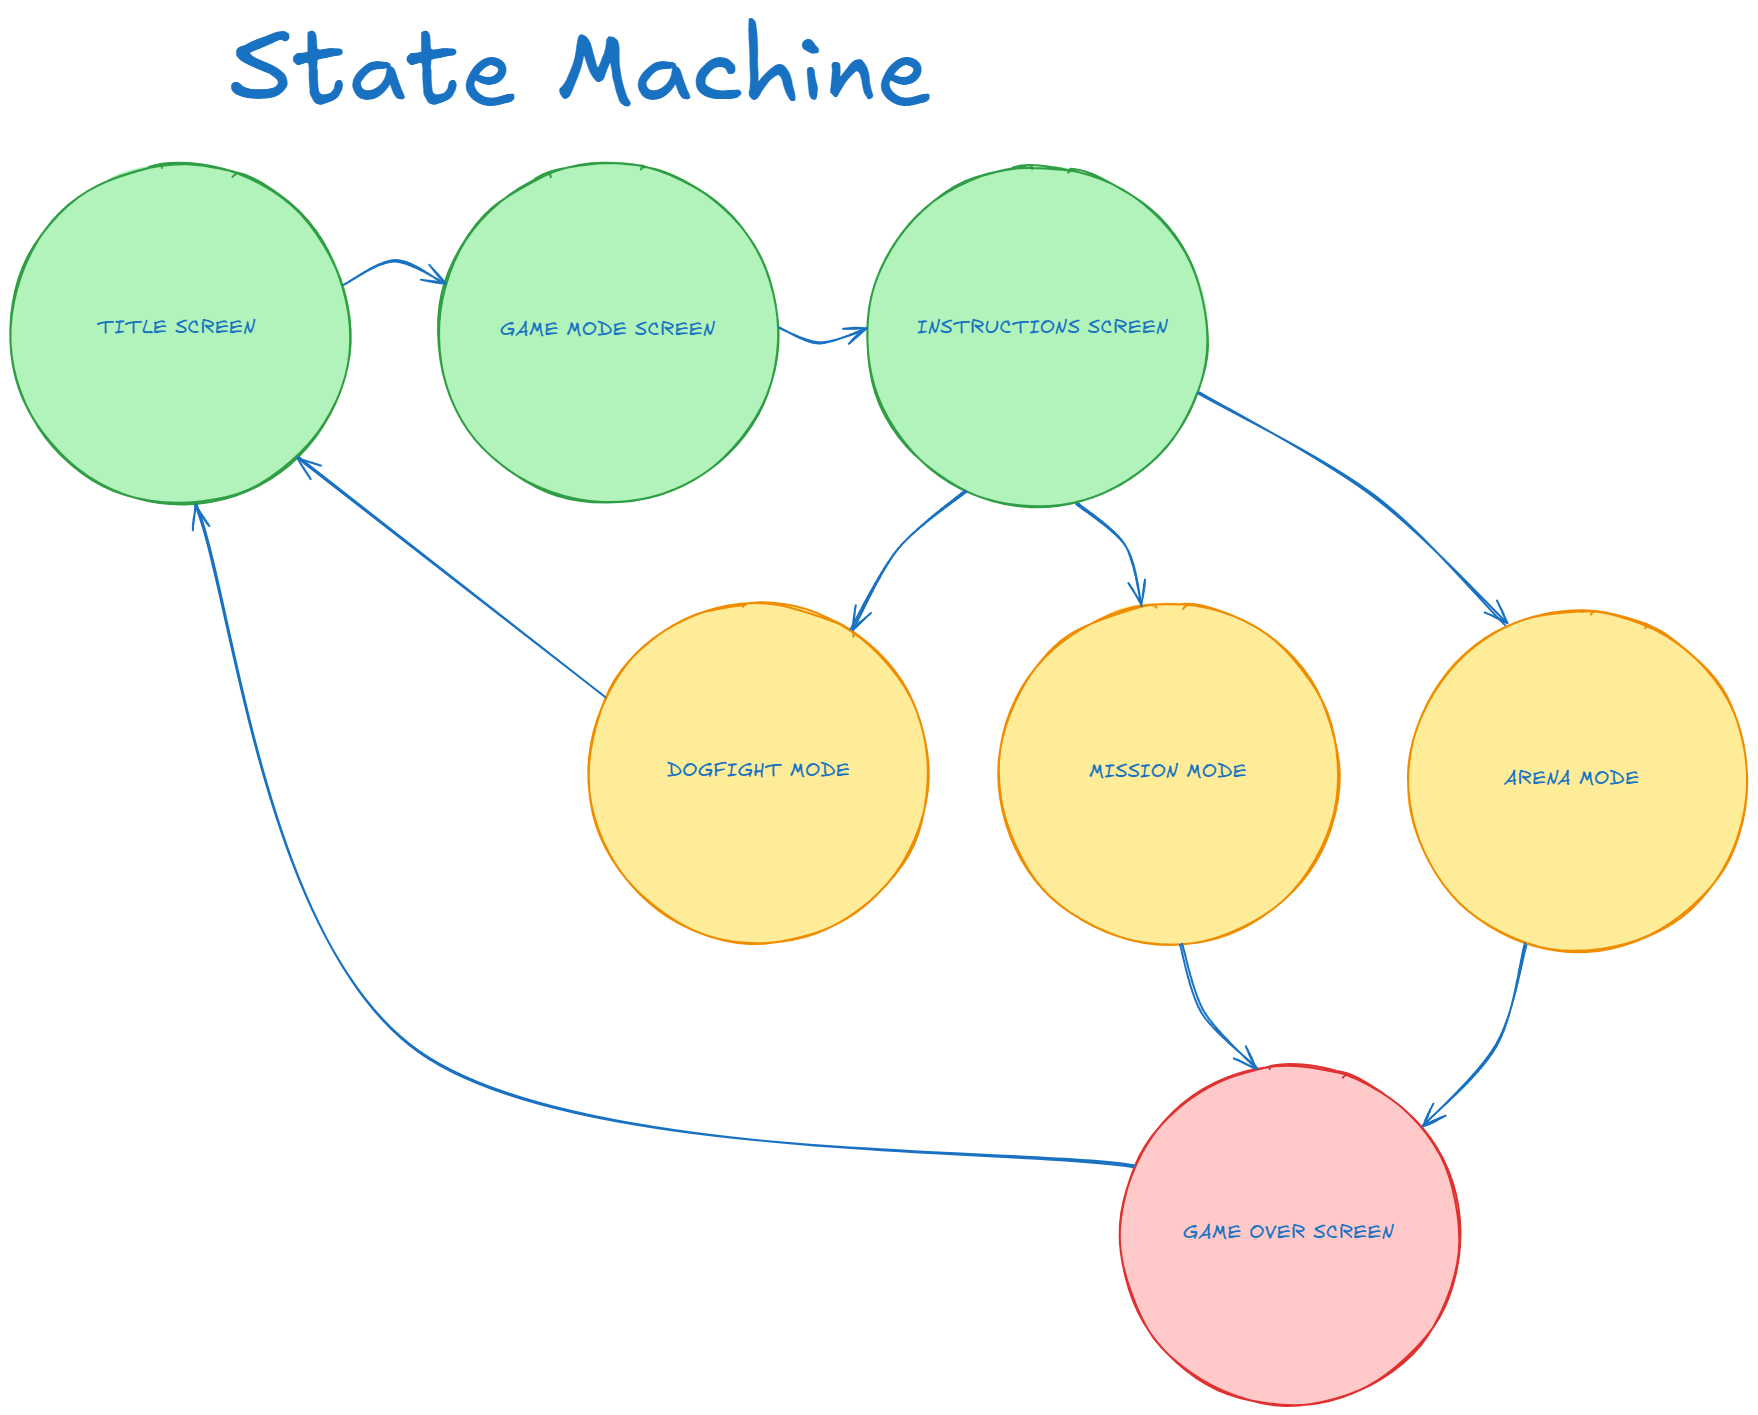 State Machine
TITLE SCREEN
GAME MODE SCREEN
INSTRUCTIONS SCREEN
DOGFIGHT MODE
MISSION MODE
ARENA MODE
GAME OVER SCREEN